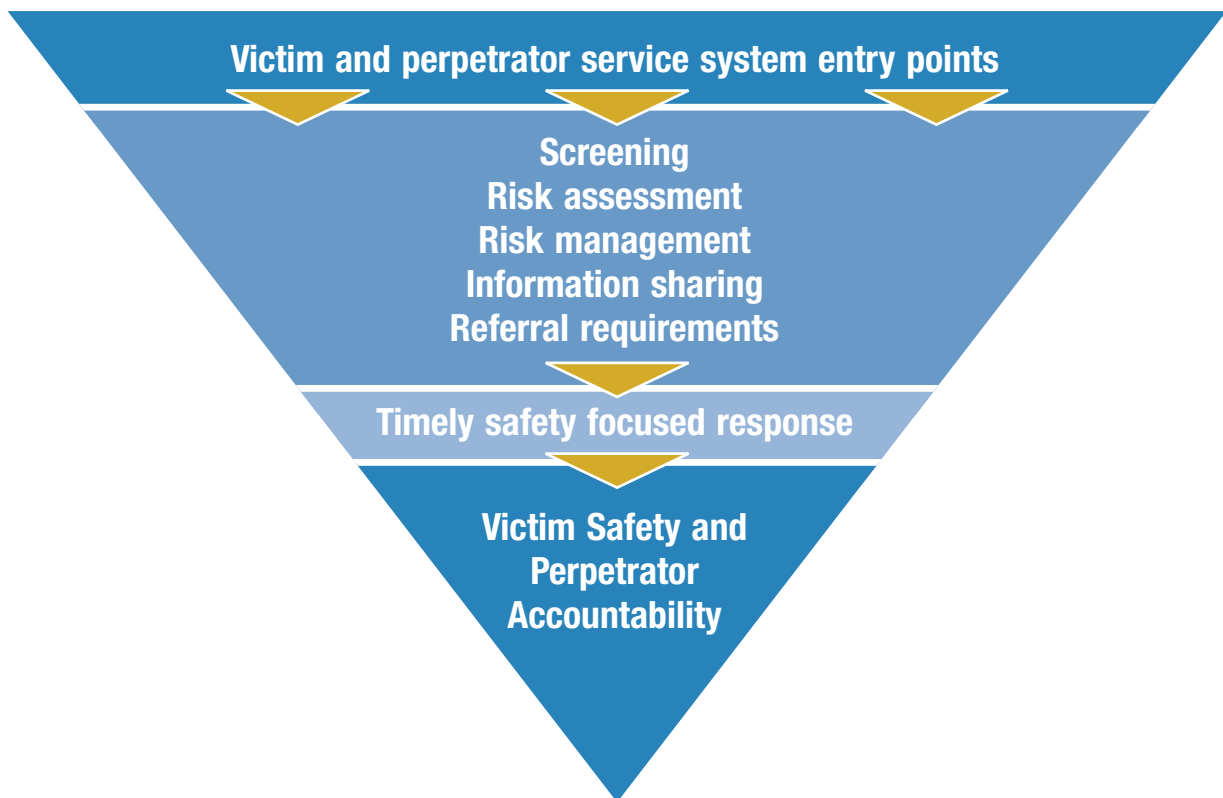 Victim and perpetrator service system entry points
Screening
Risk assessment
Risk management
Information sharing
Referral requirements
Timely safety focused response
Victim Safety and
Perpetrator
Accountability